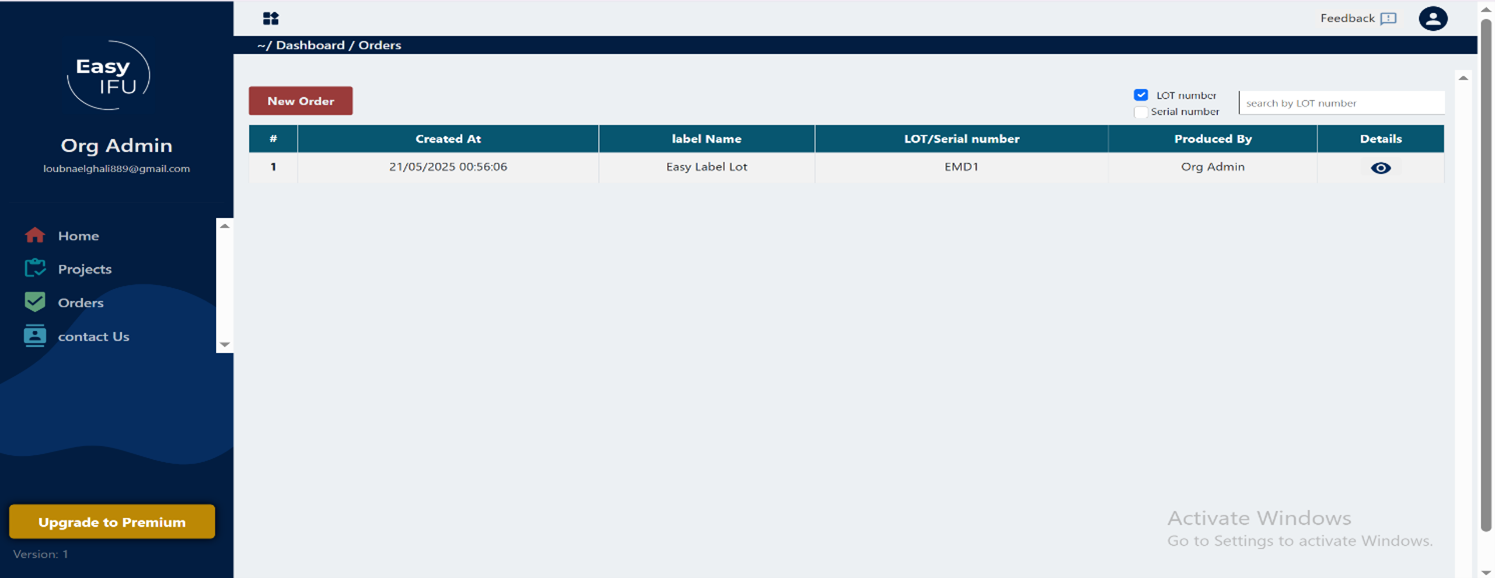 Feedback
~/ Dashboard / Orders
Easy
IFU
Org Admin
loubnaelghali889@gmail.com
Home
Projects
Orders
contact Us
Upgrade to Premium
Version: 1
New Order
LOT number
Serial number
search by LOT number
# Created At label Name LOT/Serial number Produced By Details
1 21/05/2025 00:56:06 Easy Label Lot EMD1 Org Admin
Activate Windows
Go to Settings to activate Windows.